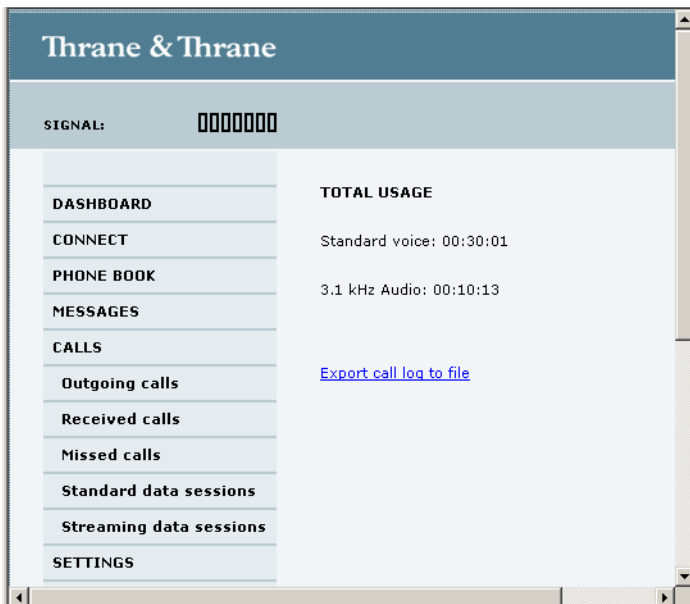 Thrane & Thrane
SIGNAL:
DASHBOARD
CONNECT
PHONE BOOK
MESSAGES
CALLS
Outgoing calls
Received calls
Missed calls
Standard data sessions
Streaming data sessions
SETTINGS
TOTAL USAGE
Standard voice: 00:30:01
3.1 kHz Audio: 00:10:13
Export call log to file